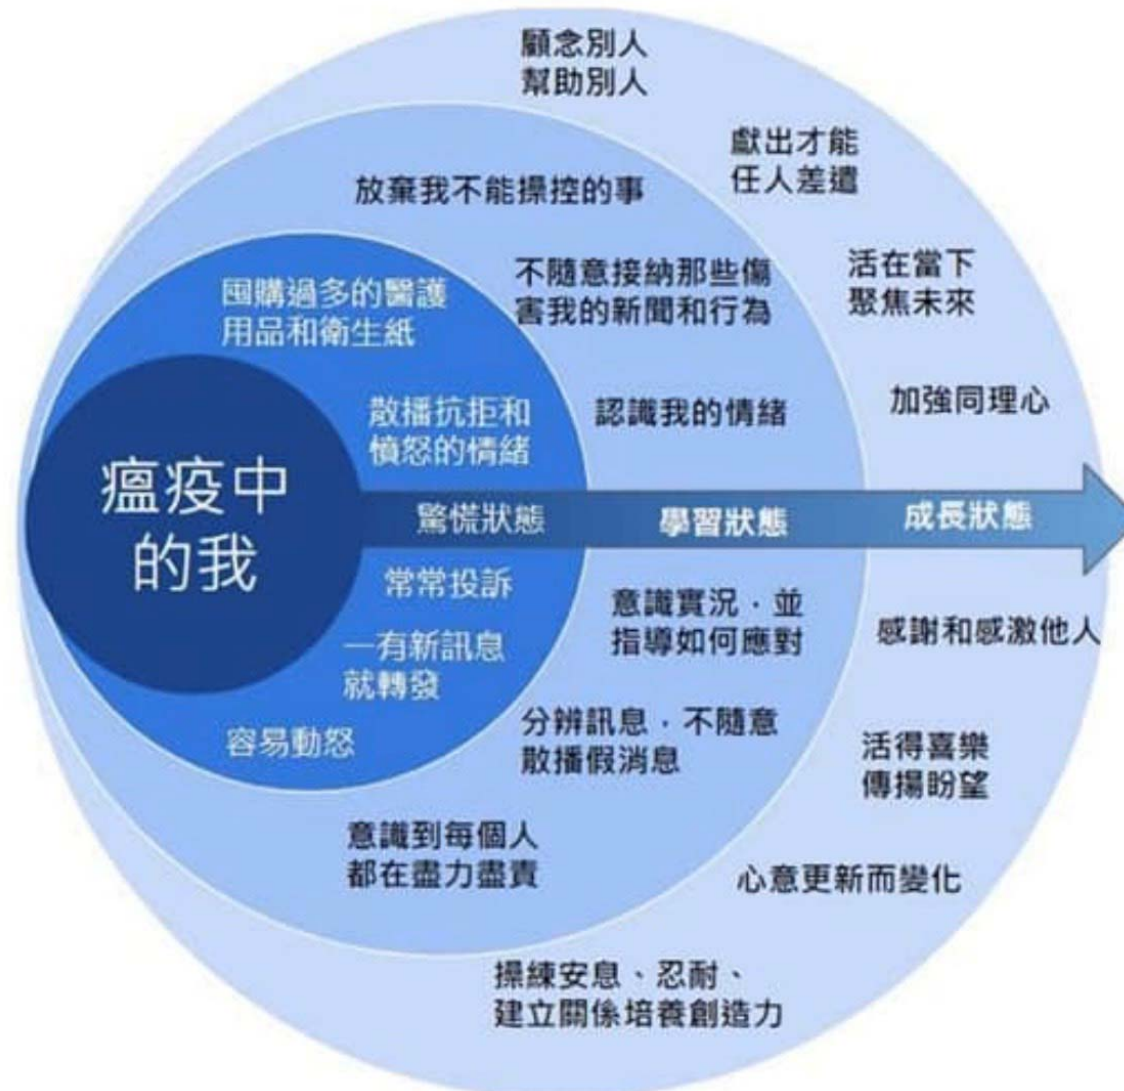 顧念別人
幫助別人
獻出才能
任人差遣
放棄我不能操控的事
不隨意接納那些傷
害我的新聞和行為
活在當下
聚焦未來
囤購過多的醫護
用品和衛生紙
散播抗拒和
憤怒的情緒
認識我的情緒
加強同理心
瘟疫中
的我
驚慌狀態
學習狀態
成長狀態
常常投訴
一有新訊息
就轉發
容易動怒
意識實況．並
指導如何應對
感謝和感激他人
分辨訊息．不隨意
散播假消息
活得喜樂
傳揚盼望
意識到每個人
都在盡力盡責
心意更新而變化
操練安息、忍耐、
建立關係培養創造力